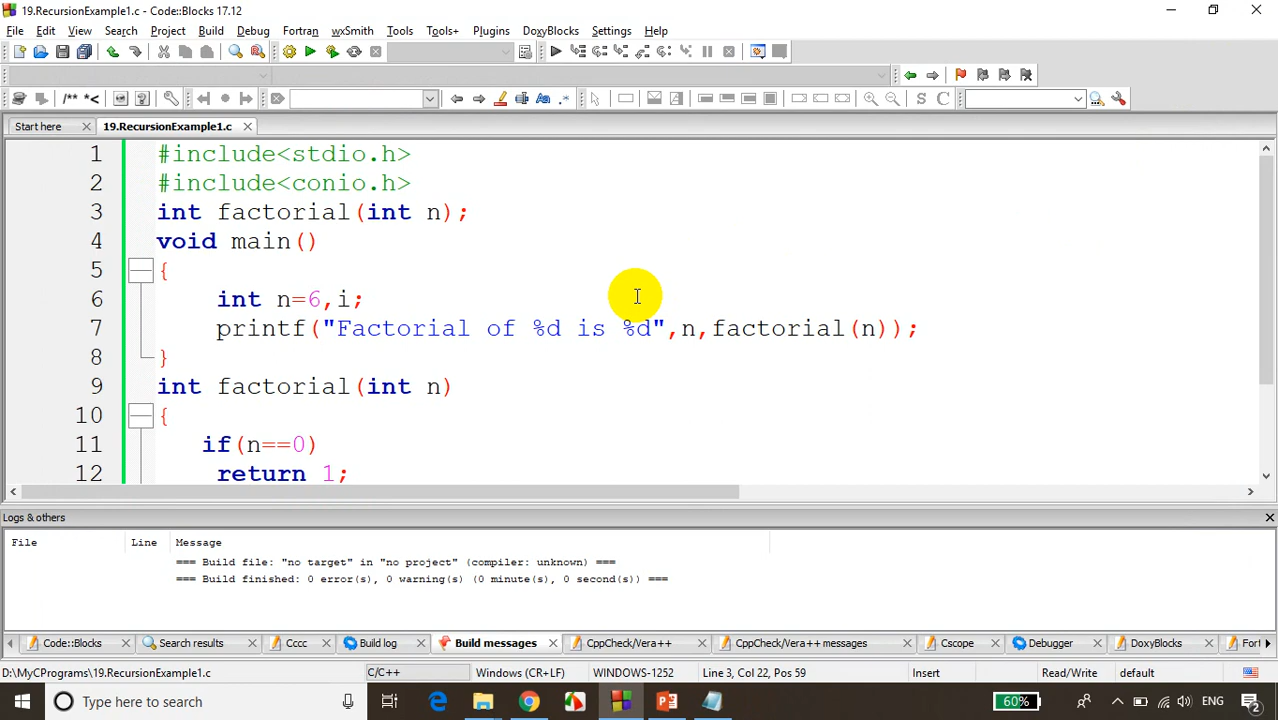 19.RecursionExample1.c - Code::Blocks 17.12
File Edit View Search Project Build Debug Fortran wxSmith Tools Tools+ Plugins DoxyBlocks Settings Help
/** *<
S C
Start here 19.RecursionExample1.c
1 #include<stdio.h>
2 #include<conio.h>
3 int factorial(int n);
4 void main()
5 {
6 int n=6,i;
7 printf("Factorial of %d is %d",n,factorial(n));
8 }
9 int factorial(int n)
10 {
11 if(n==0)
12 return 1;
Logs & others
File Line Message
=== Build file: "no target" in "no project" (compiler: unknown) ===
=== Build finished: 0 error(s), 0 warning(s) (0 minute(s), 0 second(s)) ===
Code::Blocks Search results Cccc Build log Build messages CppCheck/Vera++ CppCheck/Vera++ messages Cscope Debugger DoxyBlocks Fort
D:\MyCPrograms\19.RecursionExample1.c C/C++ Windows (CR+LF) WINDOWS-1252 Line 3, Col 22, Pos 59 Insert Read/Write default
Type here to search 60% ENG 2